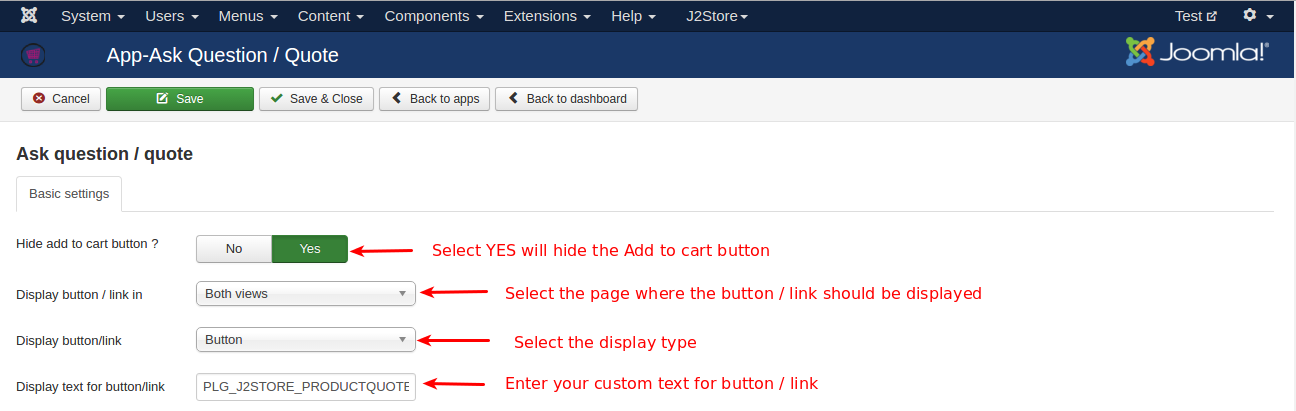 System Users Menus Content Components Extensions Help J2Store Test
App-Ask Question / Quote Joomla!®
Cancel Save Save & Close Back to apps Back to dashboard
Ask question / quote
Basic settings
Hide add to cart button ? No Yes Select YES will hide the Add to cart button
Display button / link in Both views Select the page where the button / link should be displayed
Display button/link Button Select the display type
Display text for button/link PLG_J2STORE_PRODUCTQUOTE Enter your custom text for button / link